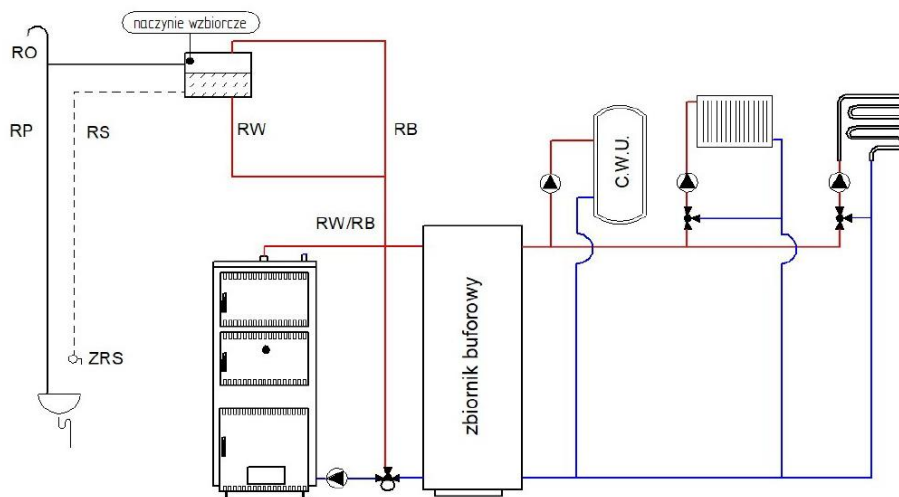 naczynie wzbiorcze
RO
RP
RS
RW
RB
C.W.U.
RW/RB
zbiornik buforowy
ZRS